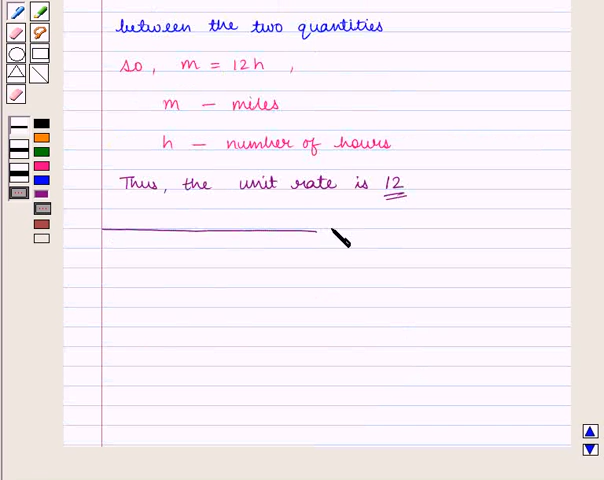 between the two quantities
so, m = 12h ,
m – miles
h – number of hours
Thus, the unit rate is 12